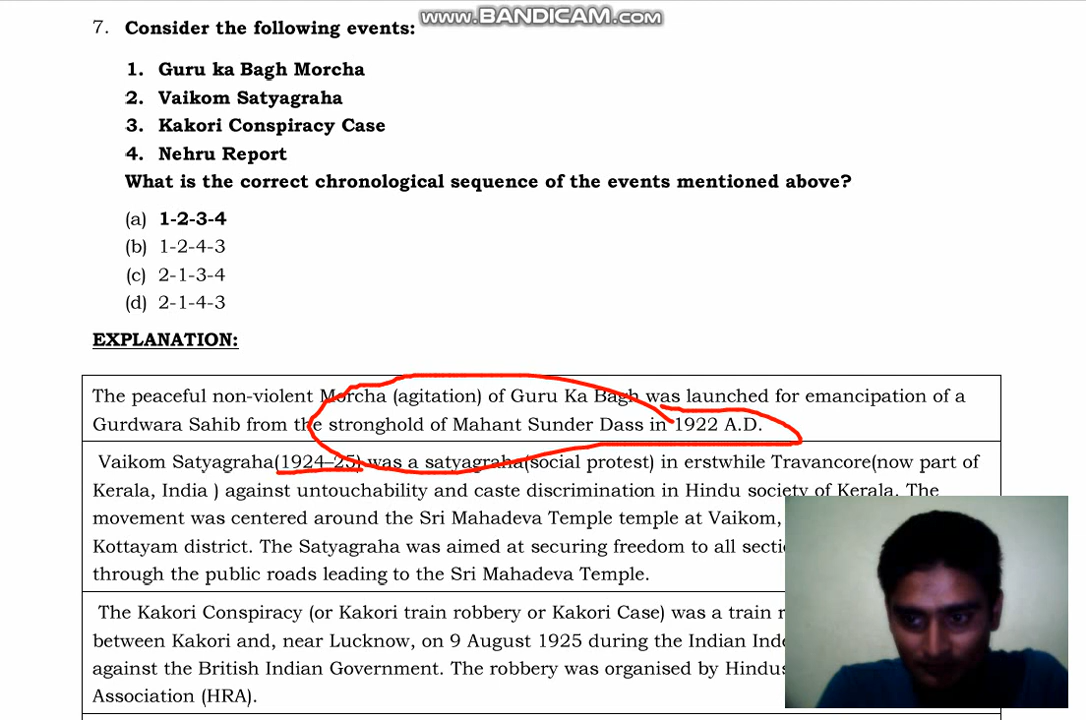 www.BANDICAM.com
7. Consider the following events:
1. Guru ka Bagh Morcha
2. Vaikom Satyagraha
3. Kakori Conspiracy Case
4. Nehru Report
What is the correct chronological sequence of the events mentioned above?
(a) 1-2-3-4
(b) 1-2-4-3
(c) 2-1-3-4
(d) 2-1-4-3
EXPLANATION:
The peaceful non-violent Morcha (agitation) of Guru Ka Bagh was launched for emancipation of a
Gurdwara Sahib from the stronghold of Mahant Sunder Dass in 1922 A.D.
Vaikom Satyagraha(1924–25) was a satyagraha(social protest) in erstwhile Travancore(now part of
Kerala, India ) against untouchability and caste discrimination in Hindu society of Kerala. The
movement was centered around the Sri Mahadeva Temple temple at Vaikom,
Kottayam district. The Satyagraha was aimed at securing freedom to all secti
through the public roads leading to the Sri Mahadeva Temple.
The Kakori Conspiracy (or Kakori train robbery or Kakori Case) was a train r
between Kakori and, near Lucknow, on 9 August 1925 during the Indian Inde
against the British Indian Government. The robbery was organised by Hindus
Association (HRA).